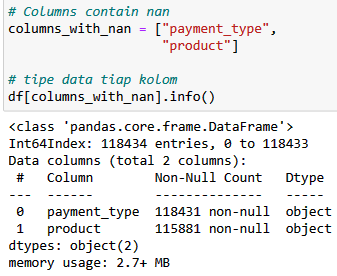 # Columns contain nan
columns_with_nan = ["payment_type",
                    "product"]
# tipe data tiap kolom
df[columns_with_nan].info()
<class 'pandas.core.frame.DataFrame'>
Int64Index: 118434 entries, 0 to 118433
Data columns (total 2 columns):
 #   Column        Non-Null Count   Dtype
---  ------        --------------   -----
 0   payment_type  118431 non-null  object
 1   product       115881 non-null  object
dtypes: object(2)
memory usage: 2.7+ MB